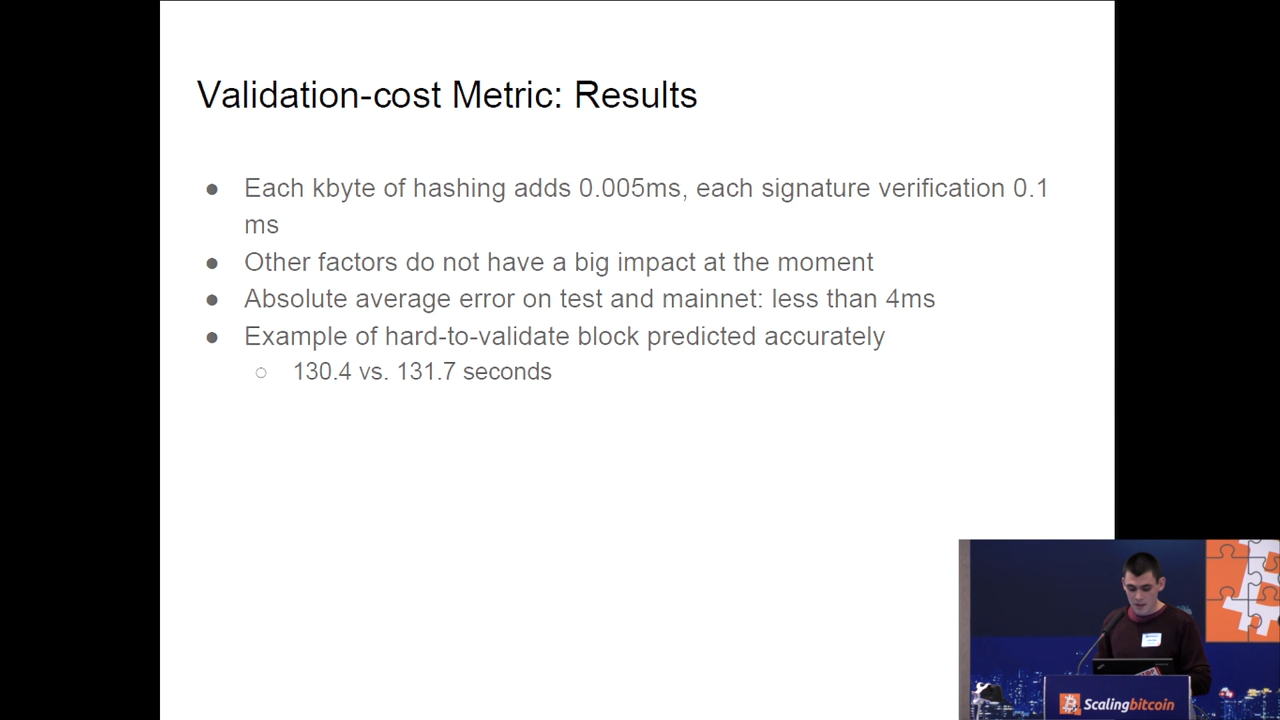 Validation-cost Metric: Results
● Each kbyte of hashing adds 0.005ms, each signature verification 0.1
ms
● Other factors do not have a big impact at the moment
● Absolute average error on test and mainnet: less than 4ms
● Example of hard-to-validate block predicted accurately
○ 130.4 vs. 131.7 seconds
Scalingbitcoin